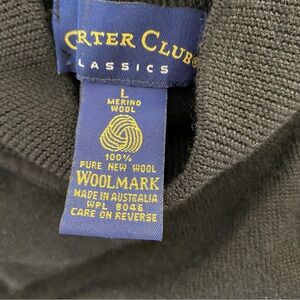 RTER CLUB®
LASSICS
L
MERINO
WOOL
100%
PURE NEW WOOL
WOOLMARK
MADE IN AUSTRALIA
WPL 8046
CARE ON REVERSE